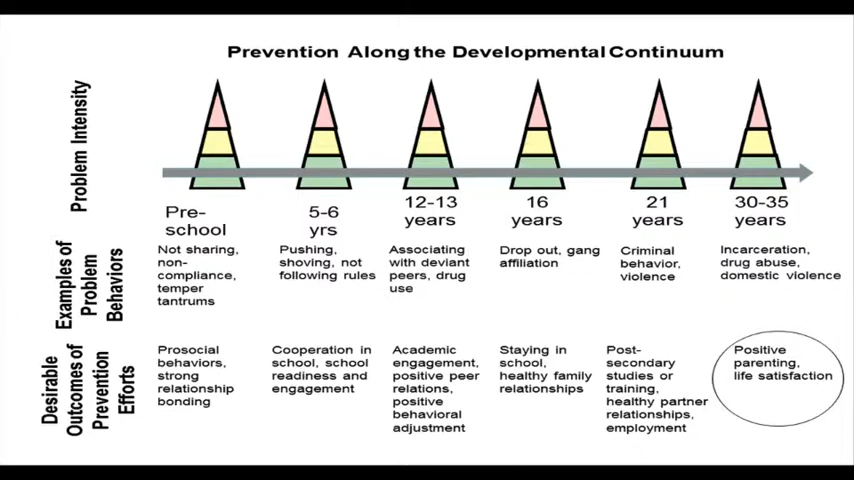 Prevention Along the Developmental Continuum
Problem Intensity
Pre-
school
5-6
yrs
12-13
years
16
years
21
years
30-35
years
Examples of
Problem
Behaviors
Not sharing,
non-
compliance,
temper
tantrums
Pushing,
shoving, not
following rules
Associating
with deviant
peers, drug
use
Drop out, gang
affiliation
Criminal
behavior,
violence
Incarceration,
drug abuse,
domestic violence
Desirable
Outcomes of
Prevention
Efforts
Prosocial
behaviors,
strong
relationship
bonding
Cooperation in
school, school
readiness and
engagement
Academic
engagement,
positive peer
relations,
positive
behavioral
adjustment
Staying in
school,
healthy family
relationships
Post-
secondary
studies or
training,
healthy partner
relationships,
employment
Positive
parenting,
life satisfaction